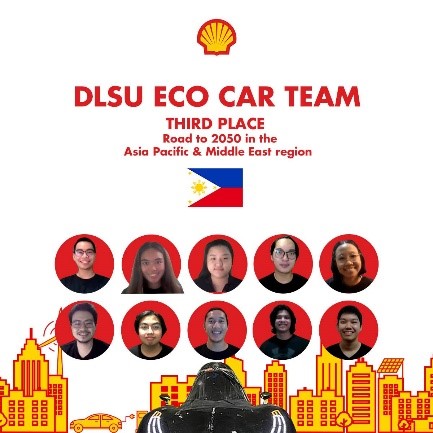 DLSU ECO CAR TEAM
THIRD PLACE
Road to 2050 in the
Asia Pacific & Middle East region